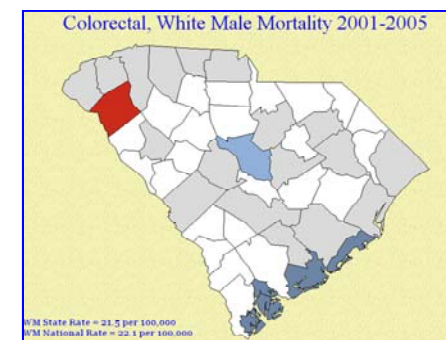 Colorectal, White Male Mortality 2001-2005
WM State Rate = 21.5 per 100,000
WM National Rate = 22.1 per 100,000